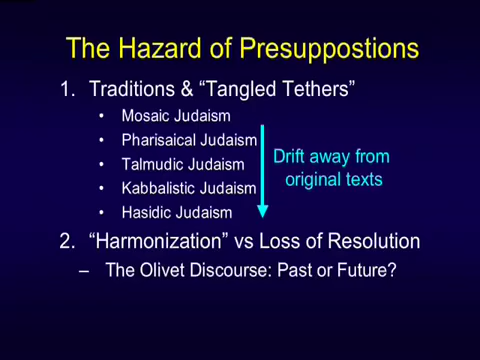 The Hazard of Presuppostions
1. Traditions & “Tangled Tethers”
• Mosaic Judaism
• Pharisaical Judaism
• Talmudic Judaism
• Kabbalistic Judaism
• Hasidic Judaism
Drift away from
original texts
2. “Harmonization” vs Loss of Resolution
– The Olivet Discourse: Past or Future?